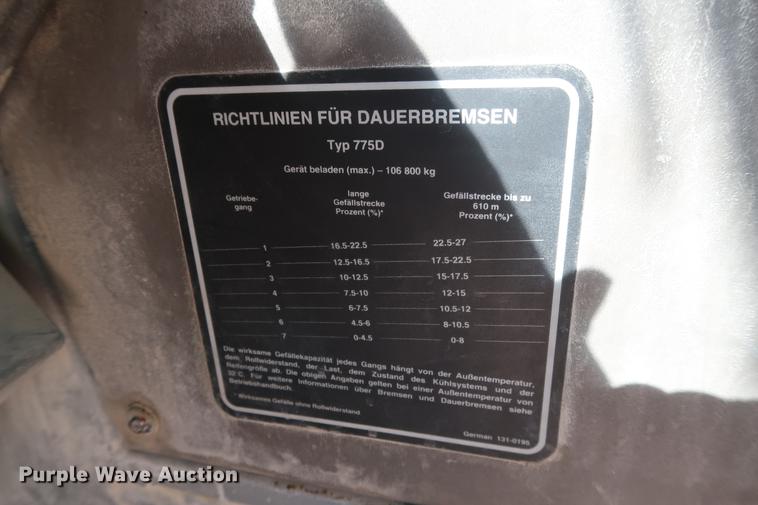 RICHTLINIEN FÜR DAUERBREMSEN
Typ 775D
Gerät beladen (max.) – 106 800 kg
Getriebe-
gang
lange
Gefällstrecke
Prozent (%)*
Gefällstrecke bis zu
610 m
Prozent (%)*
1 16.5-22.5 22.5-27
2 12.5-16.5 17.5-22.5
3 10-12.5 15-17.5
4 7.5-10 12-15
5 6-7.5 10.5-12
6 4.5-6 8-10.5
7 0-4.5 0-8
Die wirksame Gefällekapazität jedes Gangs hängt von der Außentemperatur,
dem Rollwiderstand, der Last, dem Zustand des Kühlsystems und der
Reifengröße ab. Die obigen Angaben gelten bei einer Außentemperatur von
32°C. Für weitere Informationen über Bremsen und Dauerbremsen siehe
Betriebshandbuch.
* Wirksames Gefälle ohne Rollwiderstand
German 131-0195
Purple Wave Auction